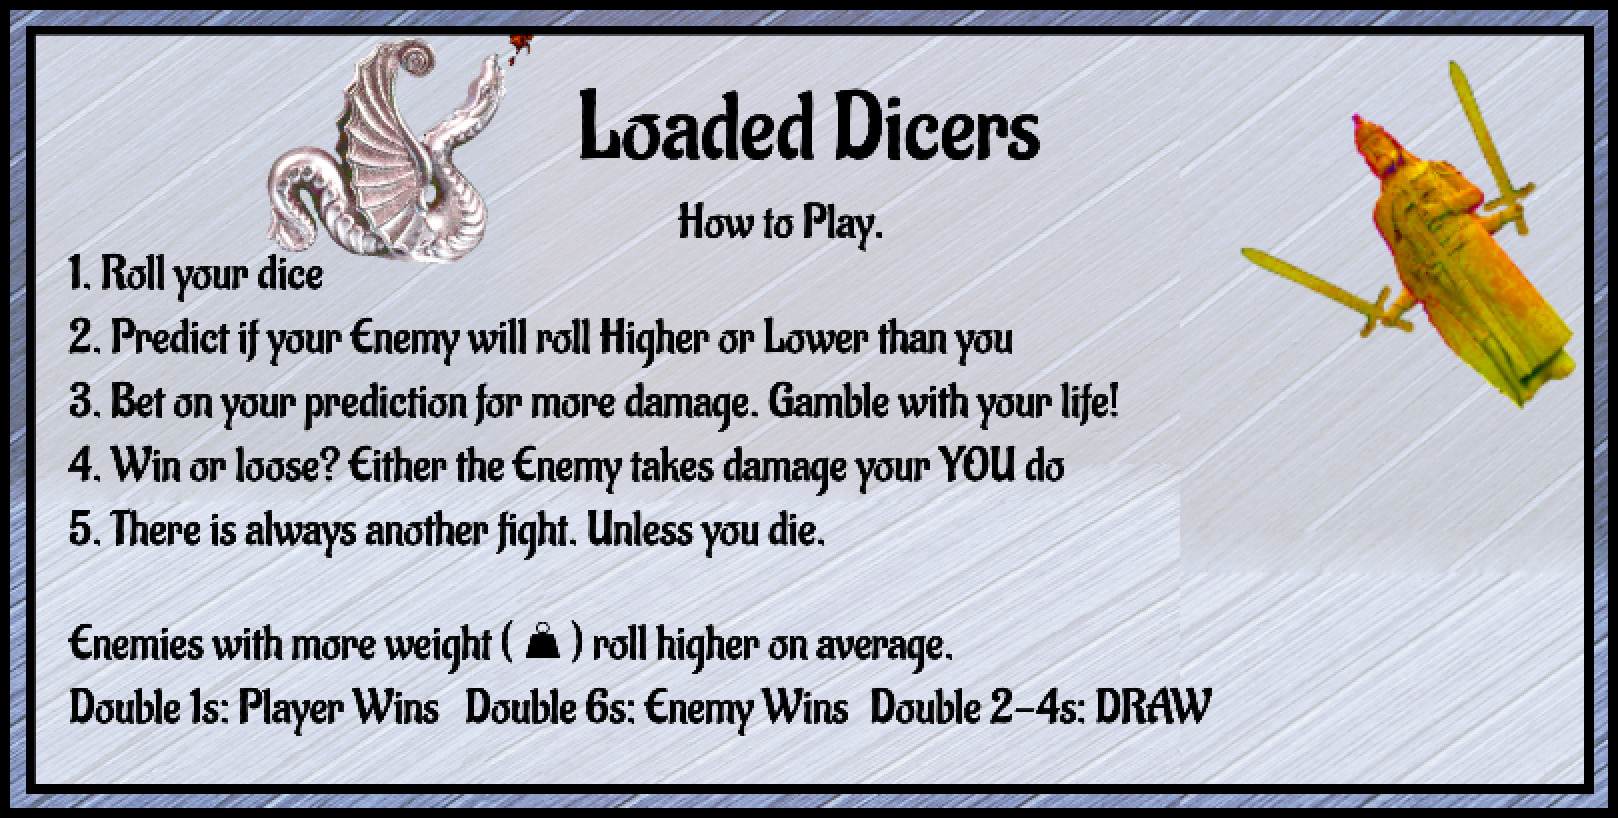 Loaded Dicers
How to Play.
1. Roll your dice
2. Predict if your Enemy will roll Higher or Lower than you
3. Bet on your prediction for more damage. Gamble with your life!
4. Win or loose? Either the Enemy takes damage your YOU do
5. There is always another fight. Unless you die.
Enemies with more weight ( ) roll higher on average.
Double 1s: Player Wins Double 6s: Enemy Wins Double 2-4s: DRAW